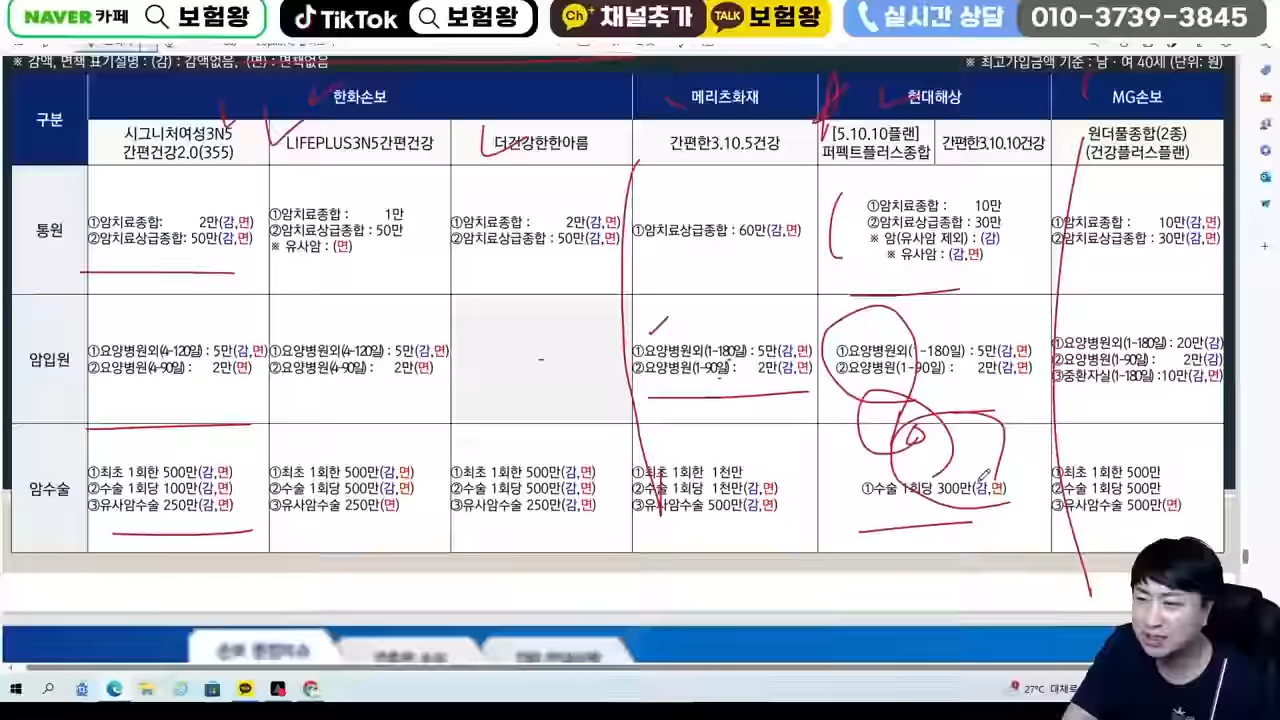 NAVER 카페 보험왕
TikTok 보험왕
Ch+ 채널추가 TALK 보험왕
실시간 상담 010-3739-3845
※ 감액, 면책 표기설명 : (감) : 감액없음, (면) : 면책없음
※ 최고가입금액 기준 : 남·여 40세 (단위: 원)
구분
한화손보
메리츠화재
현대해상
MG손보
시그니처여성3N5
간편건강2.0(355)
LIFEPLUS3N5간편건강
더건강한한아름
간편한3.10.5건강
[5.10.10플랜]
퍼펙트플러스종합
간편한3.10.10건강
원더풀종합(2종)
(건강플러스플랜)
통원
①암치료종합: 2만(감,면)
②암치료상급종합: 50만(감,면)
①암치료종합 : 1만
②암치료상급종합 : 50만
※ 유사암 : (면)
①암치료종합 : 2만(감,면)
②암치료상급종합 : 50만(감,면)
①암치료상급종합 : 60만(감,면)
①암치료종합 : 10만
②암치료상급종합 : 30만
※ 암(유사암 제외) : (감)
※ 유사암 : (감,면)
①암치료종합 : 10만(감,면)
②암치료상급종합 : 30만(감,면)
암입원
①요양병원외(4-120일) : 5만(감,면)
②요양병원(4-90일) : 2만(면)
①요양병원외(4-120일) : 5만(감,면)
②요양병원(4-90일) : 2만(면)
-
①요양병원외(1-180일) : 5만(감,면)
②요양병원(1-90일) : 2만(감,면)
①요양병원외(1-180일) : 5만(감,면)
②요양병원(1-90일) : 2만(감,면)
①요양병원외(1-180일) : 20만(감)
②요양병원(1-90일) : 2만(감)
③중환자실(1-180일) :10만(감,면)
암수술
①최초 1회한 500만(감,면)
②수술 1회당 100만(감,면)
③유사암수술 250만(감,면)
①최초 1회한 500만(감,면)
②수술 1회당 500만(감,면)
③유사암수술 250만(면)
①최초 1회한 500만(감,면)
②수술 1회당 500만(감,면)
③유사암수술 250만(감,면)
①최초 1회한 1천만
②수술 1회당 1천만(감,면)
③유사암수술 500만(감,면)
①수술 1회당 300만(감,면)
①최초 1회한 500만
②수술 1회당 500만
③유사암수술 500만(면)
27°C